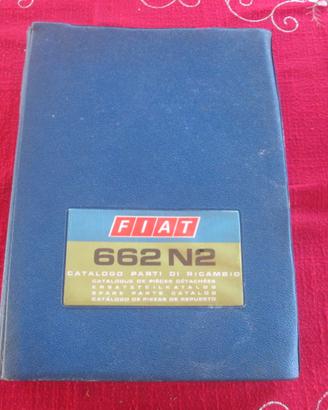 FIAT
662 N2
CATALOGO PARTI DI RICAMBIO
CATALOGUE DE PIÈCES DÉTACHÉES
ERSATZTEILKATALOG
SPARE PARTS CATALOG
CATÁLOGO DE PIEZAS DE REPUESTO